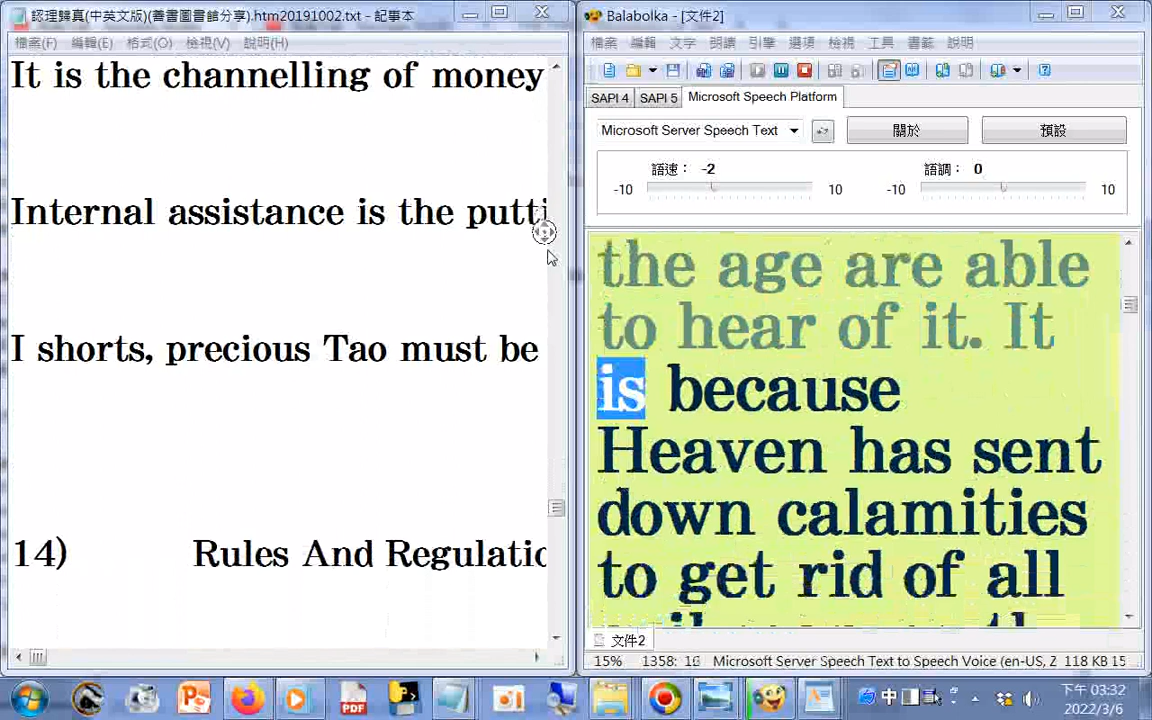 認理歸真(中英文版)(善書圖書館分享).htm20191002.txt - 記事本
檔案(F) 編輯(E) 格式(O) 檢視(V) 說明(H)
It is the channelling of money
Internal assistance is the putti
I shorts, precious Tao must be
14) Rules And Regulatio
Balabolka - [文件2]
檔案 編輯 文字 朗讀 引擎 選項 檢視 工具 書籤 說明
SAPI 4 SAPI 5 Microsoft Speech Platform
Microsoft Server Speech Text 關於 預設
語速： -2 語調： 0
-10 10 -10 10
the age are able
to hear of it. It
is because
Heaven has sent
down calamities
to get rid of all
文件2
15% 1358: 16 Microsoft Server Speech Text to Speech Voice (en-US, Z 118 KB 15
PDF
中
下午 03:32
2022/3/6